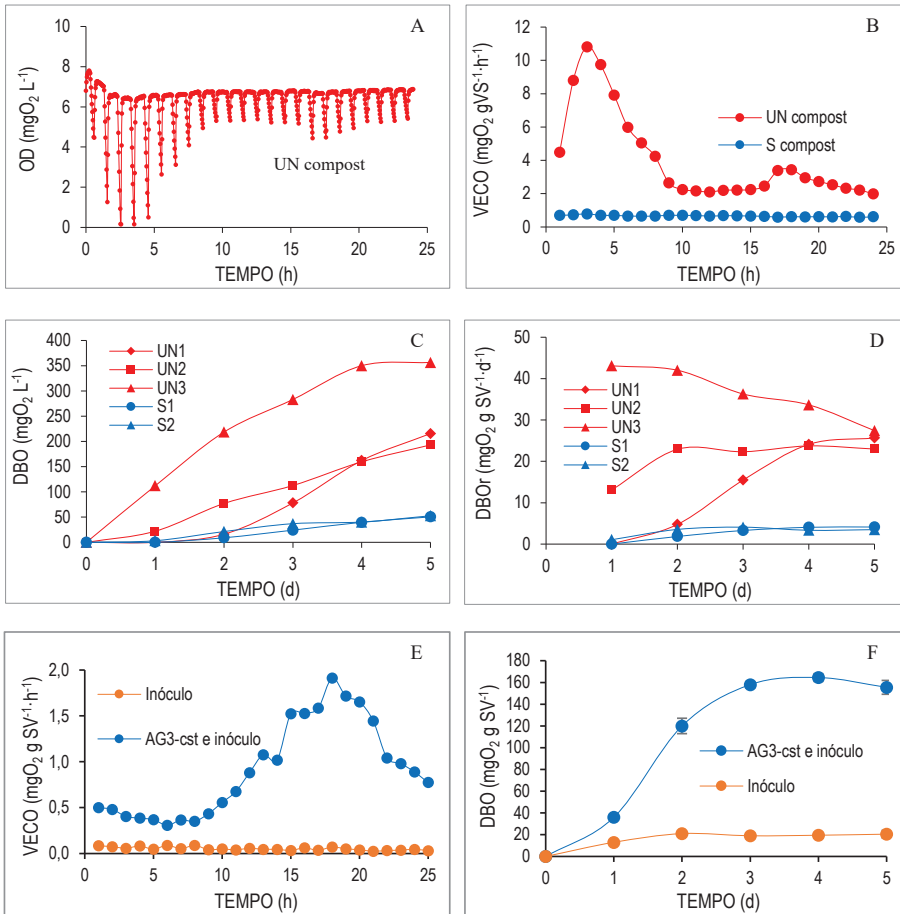 A
OD (mgO₂ L⁻¹)
10
8
6
4
2
0
UN compost
0 5 10 15 20 25
TEMPO (h)
B
VECO (mgO₂ gVS⁻¹·h⁻¹)
12
10
8
6
4
2
0
UN compost
S compost
0 5 10 15 20 25
TEMPO (h)
C
DBO (mgO₂ L⁻¹)
400
350
300
250
200
150
100
50
0
UN1
UN2
UN3
S1
S2
0 1 2 3 4 5
TEMPO (d)
D
DBOr (mgO₂ g SV⁻¹·d⁻¹)
50
40
30
20
10
0
UN1
UN2
UN3
S1
S2
0 1 2 3 4 5
TEMPO (d)
E
VECO (mgO₂ g SV⁻¹·h⁻¹)
2,0
1,5
1,0
0,5
0,0
Inóculo
AG3-cst e inóculo
0 5 10 15 20 25
TEMPO (h)
F
DBO (mgO₂ g SV⁻¹)
180
160
140
120
100
80
60
40
20
0
AG3-cst e inóculo
Inóculo
0 1 2 3 4 5
TEMPO (d)